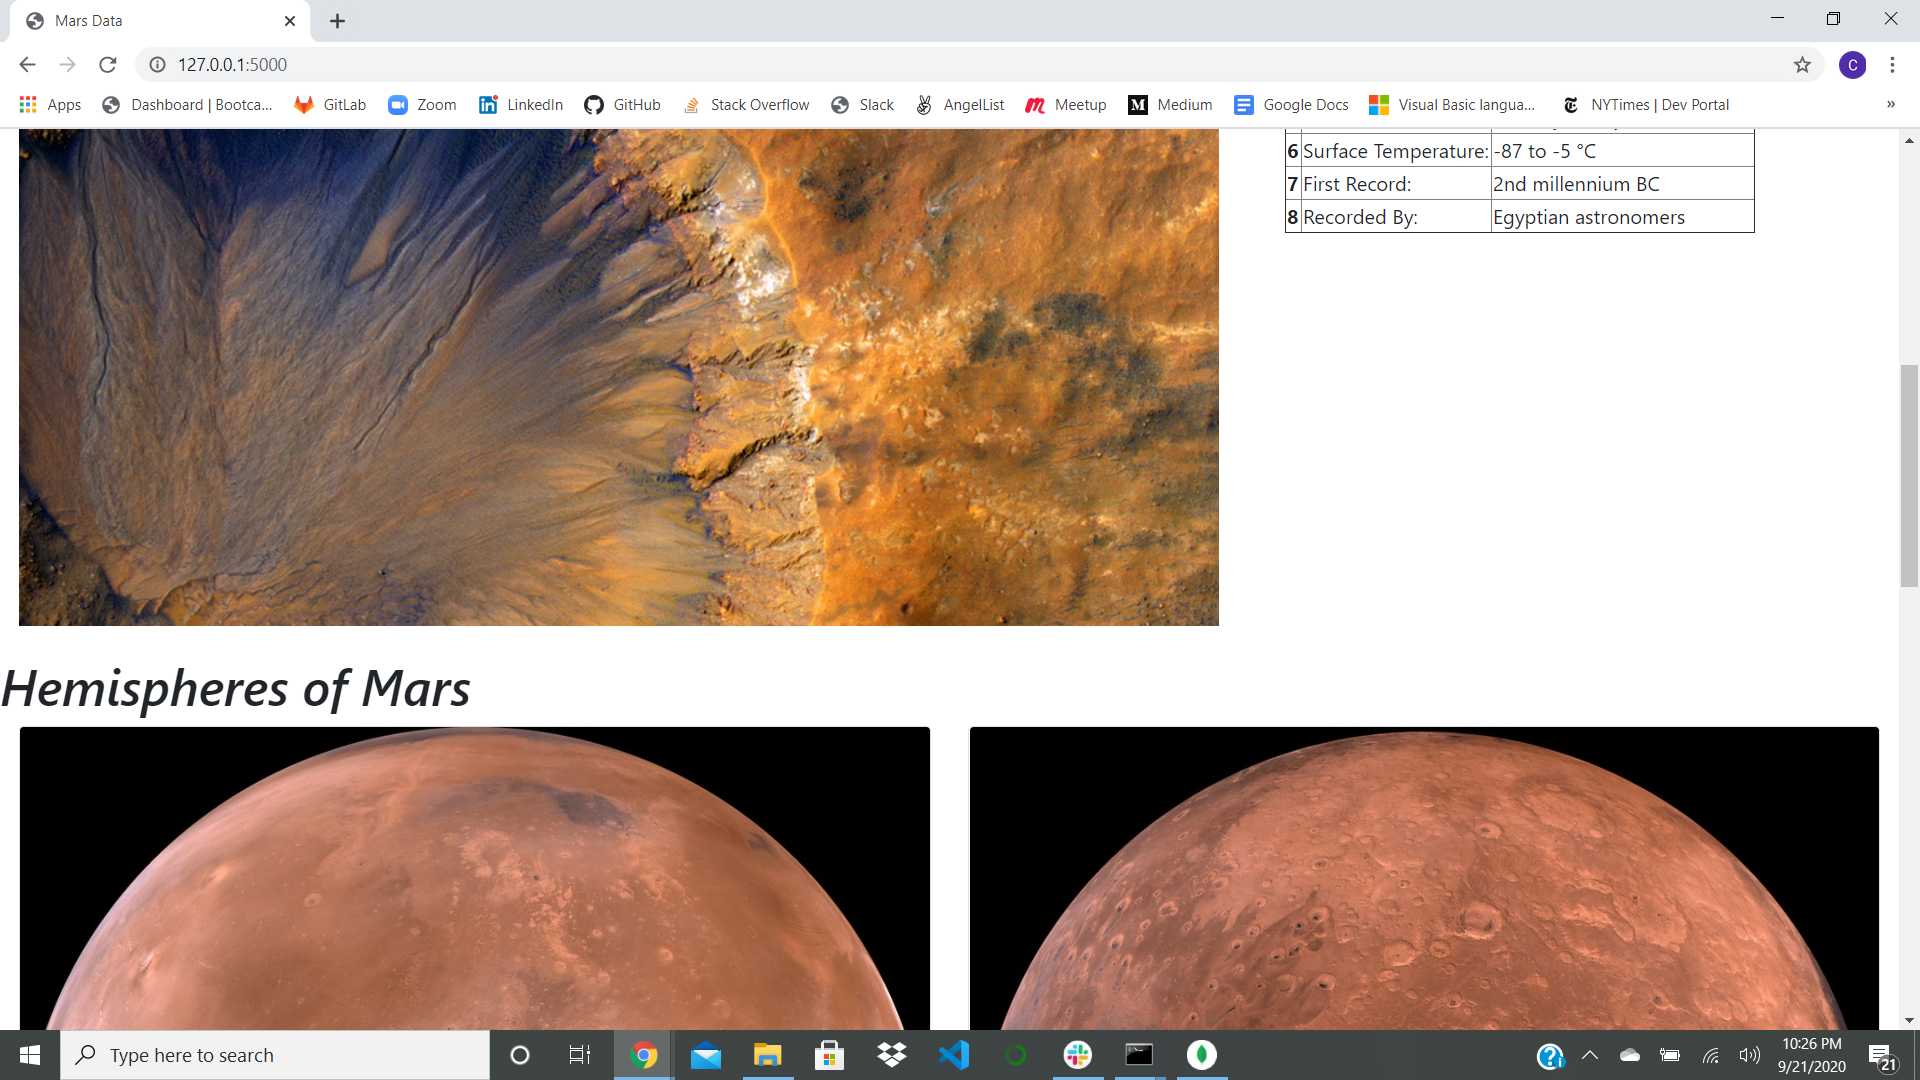 Mars Data
127.0.0.1:5000
Apps Dashboard | Bootca... GitLab Zoom LinkedIn GitHub Stack Overflow Slack AngelList Meetup Medium Google Docs Visual Basic langua... NYTimes | Dev Portal »
6 Surface Temperature: -87 to -5 °C
7 First Record: 2nd millennium BC
8 Recorded By: Egyptian astronomers
Hemispheres of Mars
Type here to search
10:26 PM
9/21/2020
21